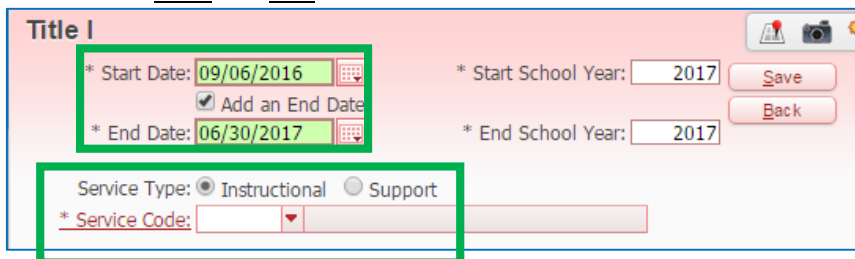 Title I
* Start Date: 09/06/2016 * Start School Year: 2017 Save
Add an End Date Back
* End Date: 06/30/2017 * End School Year: 2017
Service Type: Instructional Support
* Service Code: